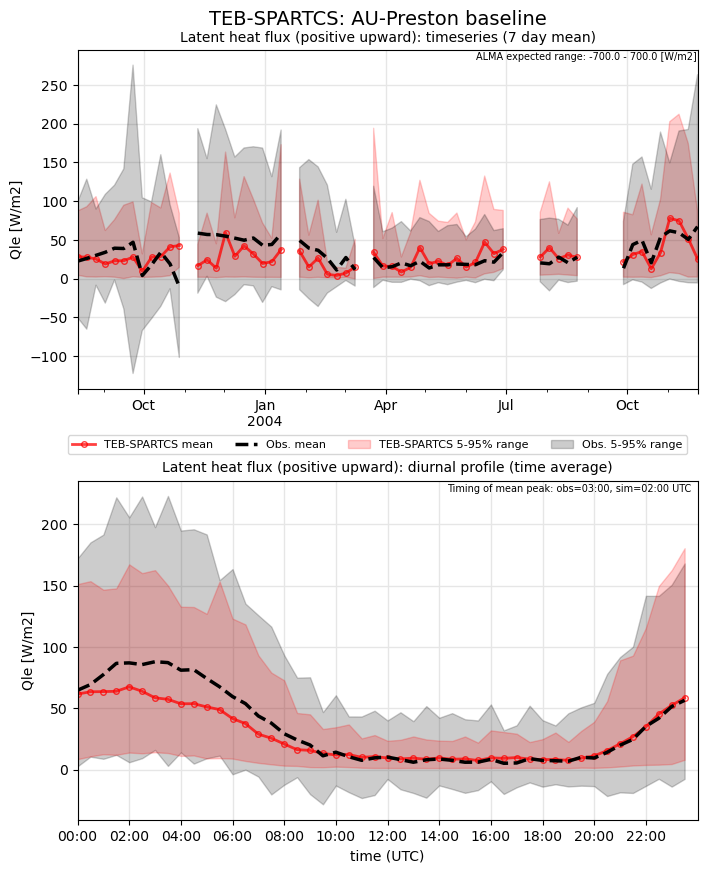 TEB-SPARTCS: AU-Preston baseline
Latent heat flux (positive upward): timeseries (7 day mean)
ALMA expected range: -700.0 - 700.0 [W/m2]
250
200
150
100
50
0
−50
−100
Qle [W/m2]
Oct
Jan
2004
Apr
Jul
Oct
TEB-SPARTCS mean
Obs. mean
TEB-SPARTCS 5-95% range
Obs. 5-95% range
Latent heat flux (positive upward): diurnal profile (time average)
Timing of mean peak: obs=03:00, sim=02:00 UTC
200
150
100
50
0
Qle [W/m2]
00:00
02:00
04:00
06:00
08:00
10:00
12:00
14:00
16:00
18:00
20:00
22:00
time (UTC)